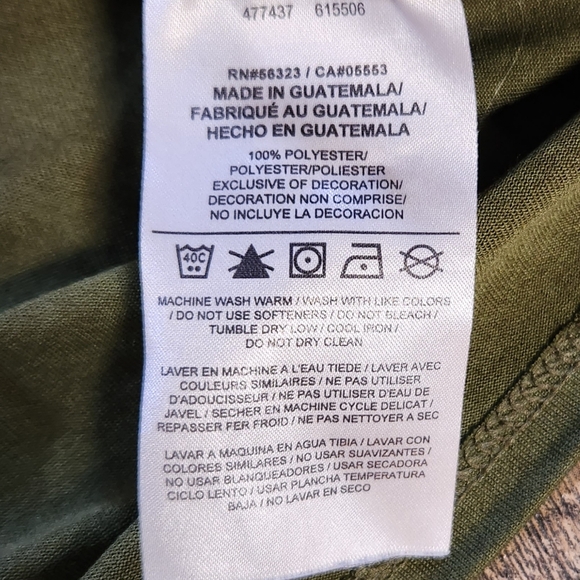 477437 615506
RN#56323 / CA#05553
MADE IN GUATEMALA/
FABRIQUÉ AU GUATEMALA/
HECHO EN GUATEMALA
100% POLYESTER/
POLYESTER/POLIESTER
EXCLUSIVE OF DECORATION/
DECORATION NON COMPRISE/
NO INCLUYE LA DECORACION
40C
MACHINE WASH WARM / WASH WITH LIKE COLORS
/ DO NOT USE SOFTENERS / DO NOT BLEACH /
TUMBLE DRY LOW / COOL IRON /
DO NOT DRY CLEAN
LAVER EN MACHINE A L'EAU TIEDE / LAVER AVEC
COULEURS SIMILAIRES / NE PAS UTILISER
D'ADOUCISSEUR / NE PAS UTILISER D'EAU DE
JAVEL / SECHER EN MACHINE CYCLE DELICAT /
REPASSER FER FROID / NE PAS NETTOYER A SEC
LAVAR A MAQUINA EN AGUA TIBIA / LAVAR CON
COLORES SIMILARES / NO USAR SUAVIZANTES /
NO USAR BLANQUEADORES / USAR SECADORA
CICLO LENTO / USAR PLANCHA TEMPERATURA
BAJA / NO LAVAR EN SECO